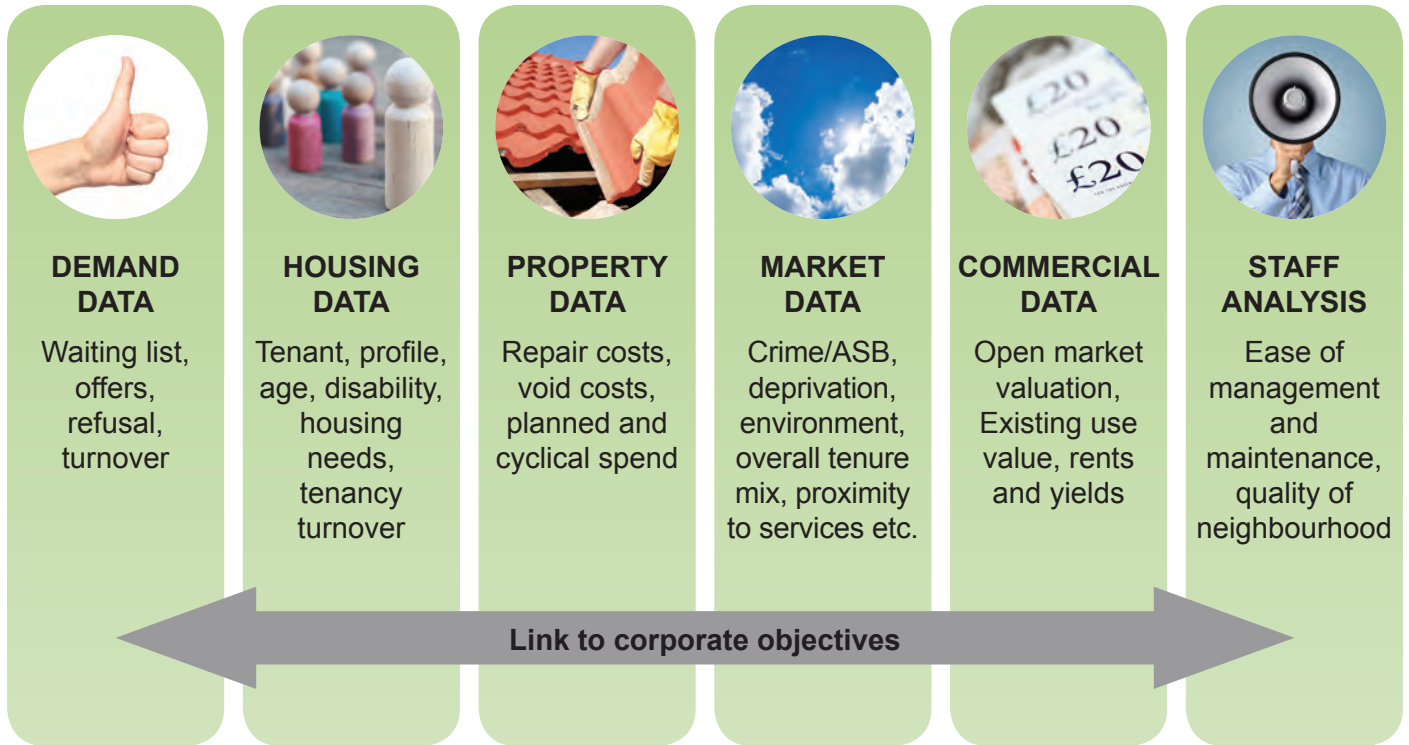 £20
£20
£20
DEMAND
DATA
Waiting list,
offers,
refusal,
turnover
HOUSING
DATA
Tenant, profile,
age, disability,
housing
needs,
tenancy
turnover
PROPERTY
DATA
Repair costs,
void costs,
planned and
cyclical spend
MARKET
DATA
Crime/ASB,
deprivation,
environment,
overall tenure
mix, proximity
to services etc.
COMMERCIAL
DATA
Open market
valuation,
Existing use
value, rents
and yields
STAFF
ANALYSIS
Ease of
management
and
maintenance,
quality of
neighbourhood
Link to corporate objectives